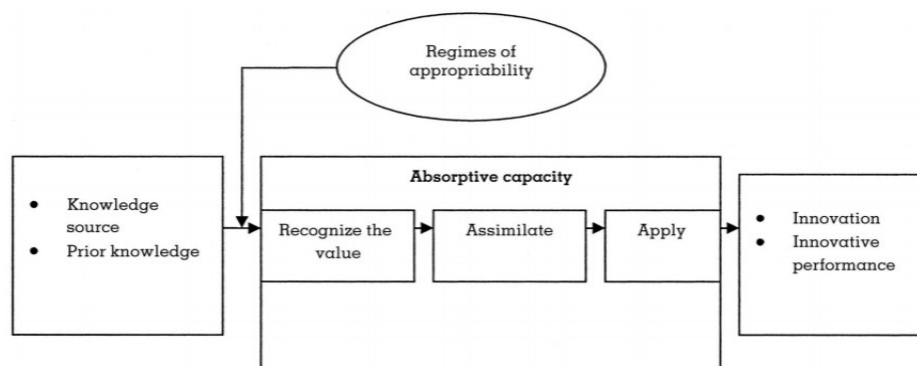 Regimes of
appropriability
Absorptive capacity
● Knowledge
source
● Prior knowledge
Recognize the
value
Assimilate
Apply
● Innovation
● Innovative
performance